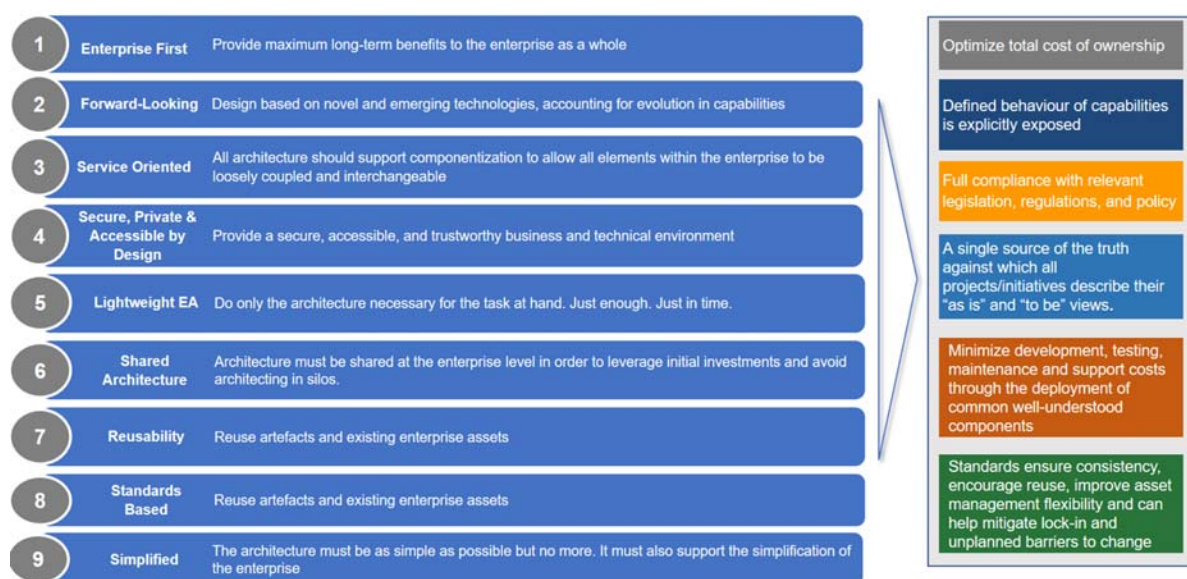 1
Enterprise First
Provide maximum long-term benefits to the enterprise as a whole
2
Forward-Looking
Design based on novel and emerging technologies, accounting for evolution in capabilities
3
Service Oriented
All architecture should support componentization to allow all elements within the enterprise to be
loosely coupled and interchangeable
4
Secure, Private &
Accessible by
Design
Provide a secure, accessible, and trustworthy business and technical environment
5
Lightweight EA
Do only the architecture necessary for the task at hand. Just enough. Just in time.
6
Shared
Architecture
Architecture must be shared at the enterprise level in order to leverage initial investments and avoid
architecting in silos.
7
Reusability
Reuse artefacts and existing enterprise assets
8
Standards
Based
Reuse artefacts and existing enterprise assets
9
Simplified
The architecture must be as simple as possible but no more. It must also support the simplification of
the enterprise
Optimize total cost of ownership
Defined behaviour of capabilities
is explicitly exposed
Full compliance with relevant
legislation, regulations, and policy
A single source of the truth
against which all
projects/initiatives describe their
“as is” and “to be” views.
Minimize development, testing,
maintenance and support costs
through the deployment of
common well-understood
components
Standards ensure consistency,
encourage reuse, improve asset
management flexibility and can
help mitigate lock-in and
unplanned barriers to change